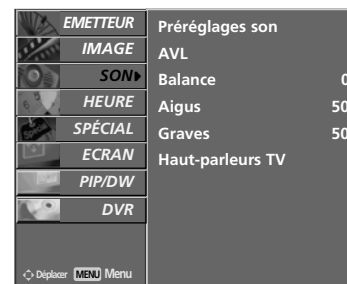 EMETTEUR
IMAGE
SON
HEURE
SPÉCIAL
ECRAN
PIP/DW
DVR
Déplacer MENU Menu
Préréglages son
AVL
Balance 0
Aigus 50
Graves 50
Haut-parleurs TV